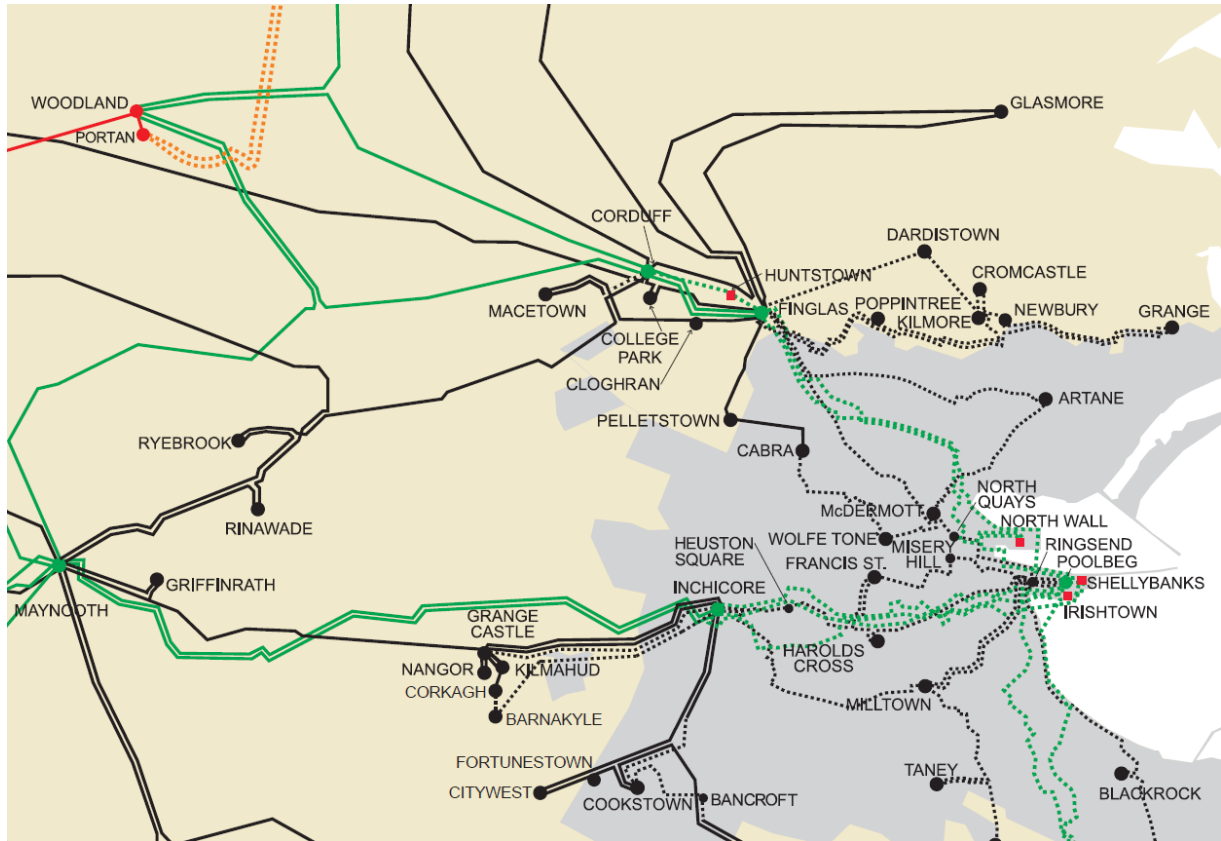 WOODLAND
PORTAN
GLASMORE
CORDUFF
DARDISTOWN
HUNTSTOWN
CROMCASTLE
MACETOWN
FINGLAS
POPPINTREE
KILMORE
NEWBURY
GRANGE
COLLEGE
PARK
CLOGHRAN
PELLETSTOWN
ARTANE
RYEBROOK
CABRA
NORTH
QUAYS
RINAWADE
McDERMOTT
NORTH WALL
HEUSTON
SQUARE
WOLFE TONE
MISERY
HILL
RINGSEND
FRANCIS ST.
POOLBEG
GRIFFINRATH
SHELLYBANKS
MAYNOOTH
INCHICORE
IRISHTOWN
GRANGE
CASTLE
HAROLDS
CROSS
NANGOR
KILMAHUD
CORKAGH
MILLTOWN
BARNAKYLE
FORTUNESTOWN
TANEY
CITYWEST
COOKSTOWN
BANCROFT
BLACKROCK